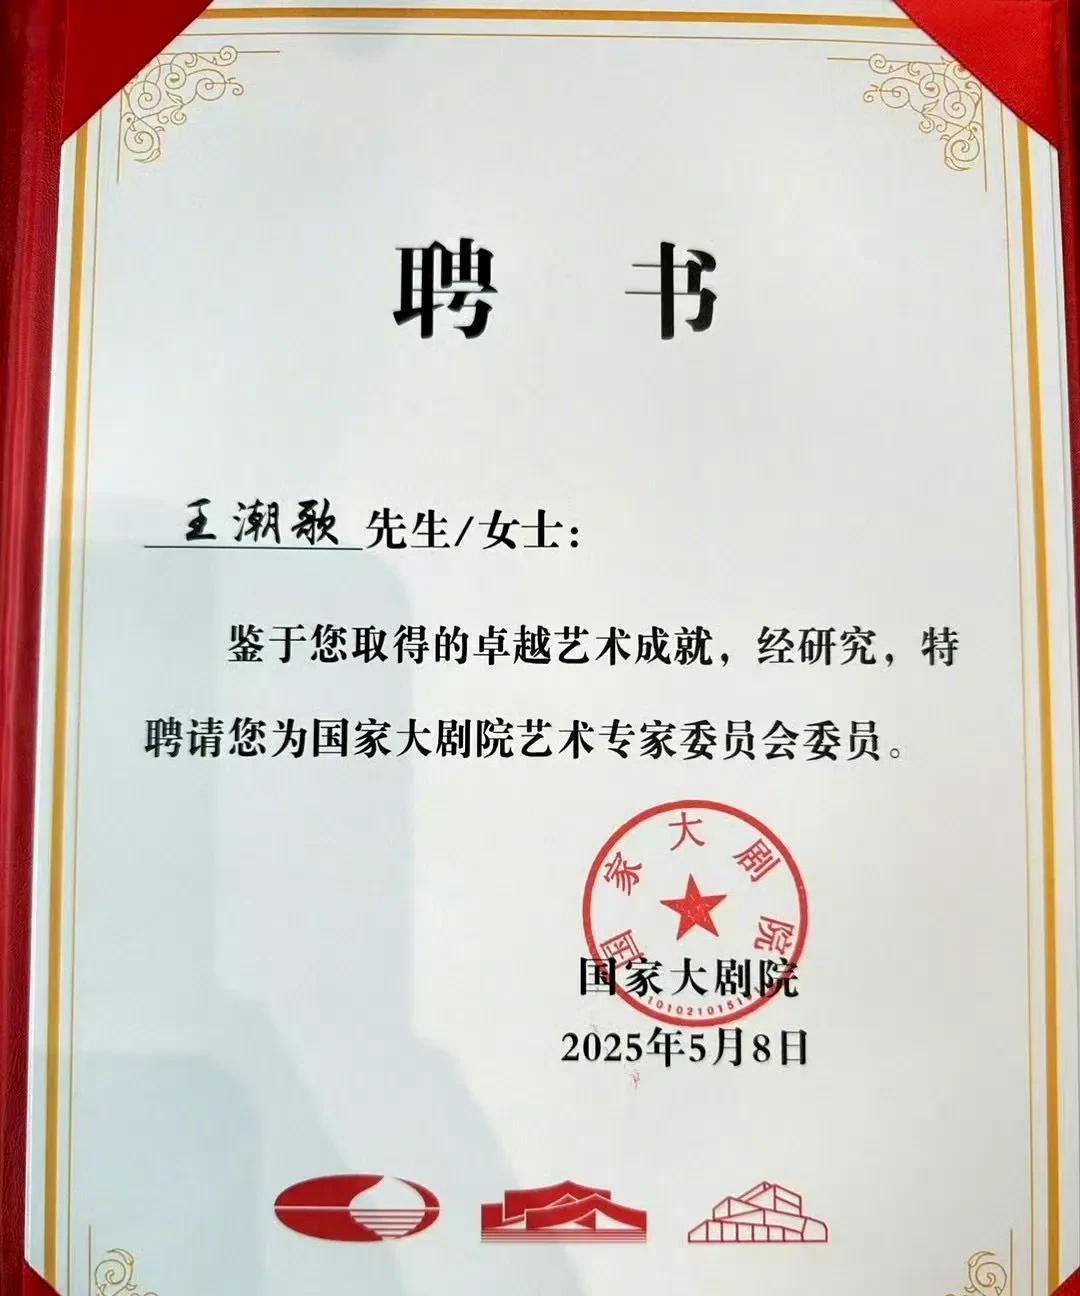 聘 书
王潮歌 先生/女士：
鉴于您取得的卓越艺术成就，经研究，特
聘请您为国家大剧院艺术专家委员会委员。
国家大剧院
国家大剧院
2025年5月8日